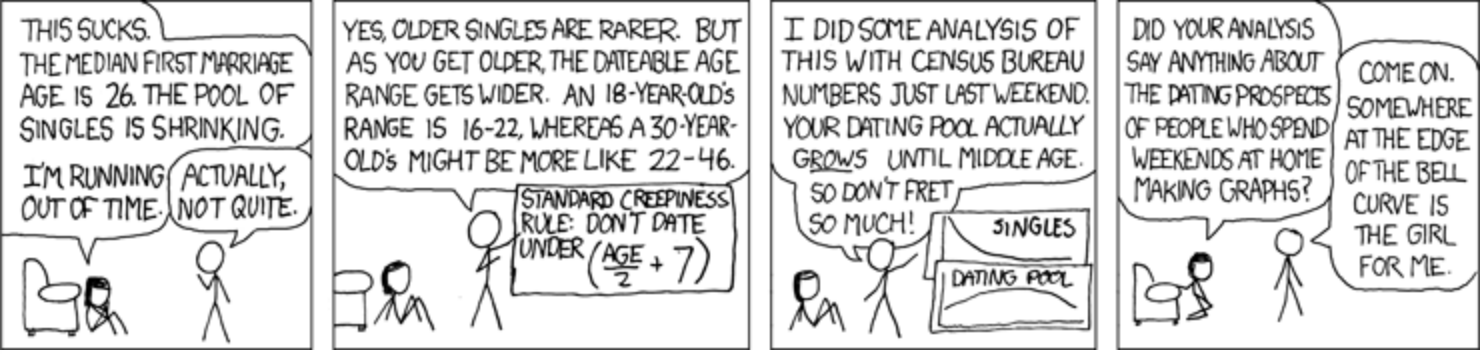 THIS SUCKS.
THE MEDIAN FIRST MARRIAGE
AGE IS 26. THE POOL OF
SINGLES IS SHRINKING.
I'M RUNNING
OUT OF TIME.
ACTUALLY,
NOT QUITE.
YES, OLDER SINGLES ARE RARER. BUT
AS YOU GET OLDER, THE DATEABLE AGE
RANGE GETS WIDER. AN 18-YEAR-OLD'S
RANGE IS 16-22, WHEREAS A 30-YEAR-
OLD'S MIGHT BE MORE LIKE 22-46.
STANDARD CREEPINESS
RULE: DON'T DATE
UNDER (AGE/2 + 7)
I DID SOME ANALYSIS OF
THIS WITH CENSUS BUREAU
NUMBERS JUST LAST WEEKEND.
YOUR DATING POOL ACTUALLY
GROWS UNTIL MIDDLE AGE.
SO DON'T FRET
SO MUCH!
SINGLES
DATING POOL
DID YOUR ANALYSIS
SAY ANYTHING ABOUT
THE DATING PROSPECTS
OF PEOPLE WHO SPEND
WEEKENDS AT HOME
MAKING GRAPHS?
COME ON.
SOMEWHERE
AT THE EDGE
OF THE BELL
CURVE IS
THE GIRL
FOR ME.